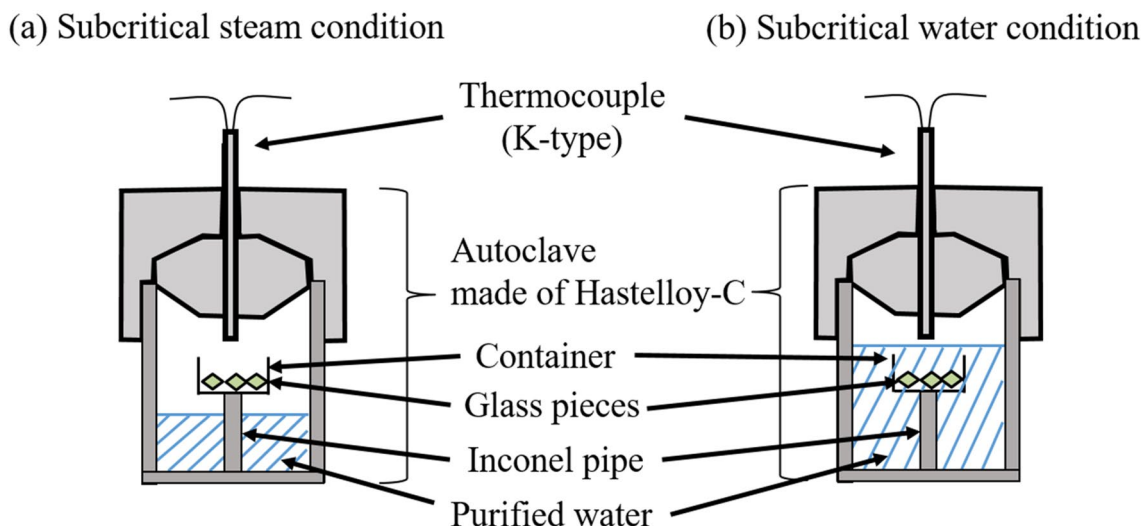 (a) Subcritical steam condition
(b) Subcritical water condition
Thermocouple
(K-type)
Autoclave
made of Hastelloy-C
Container
Glass pieces
Inconel pipe
Purified water